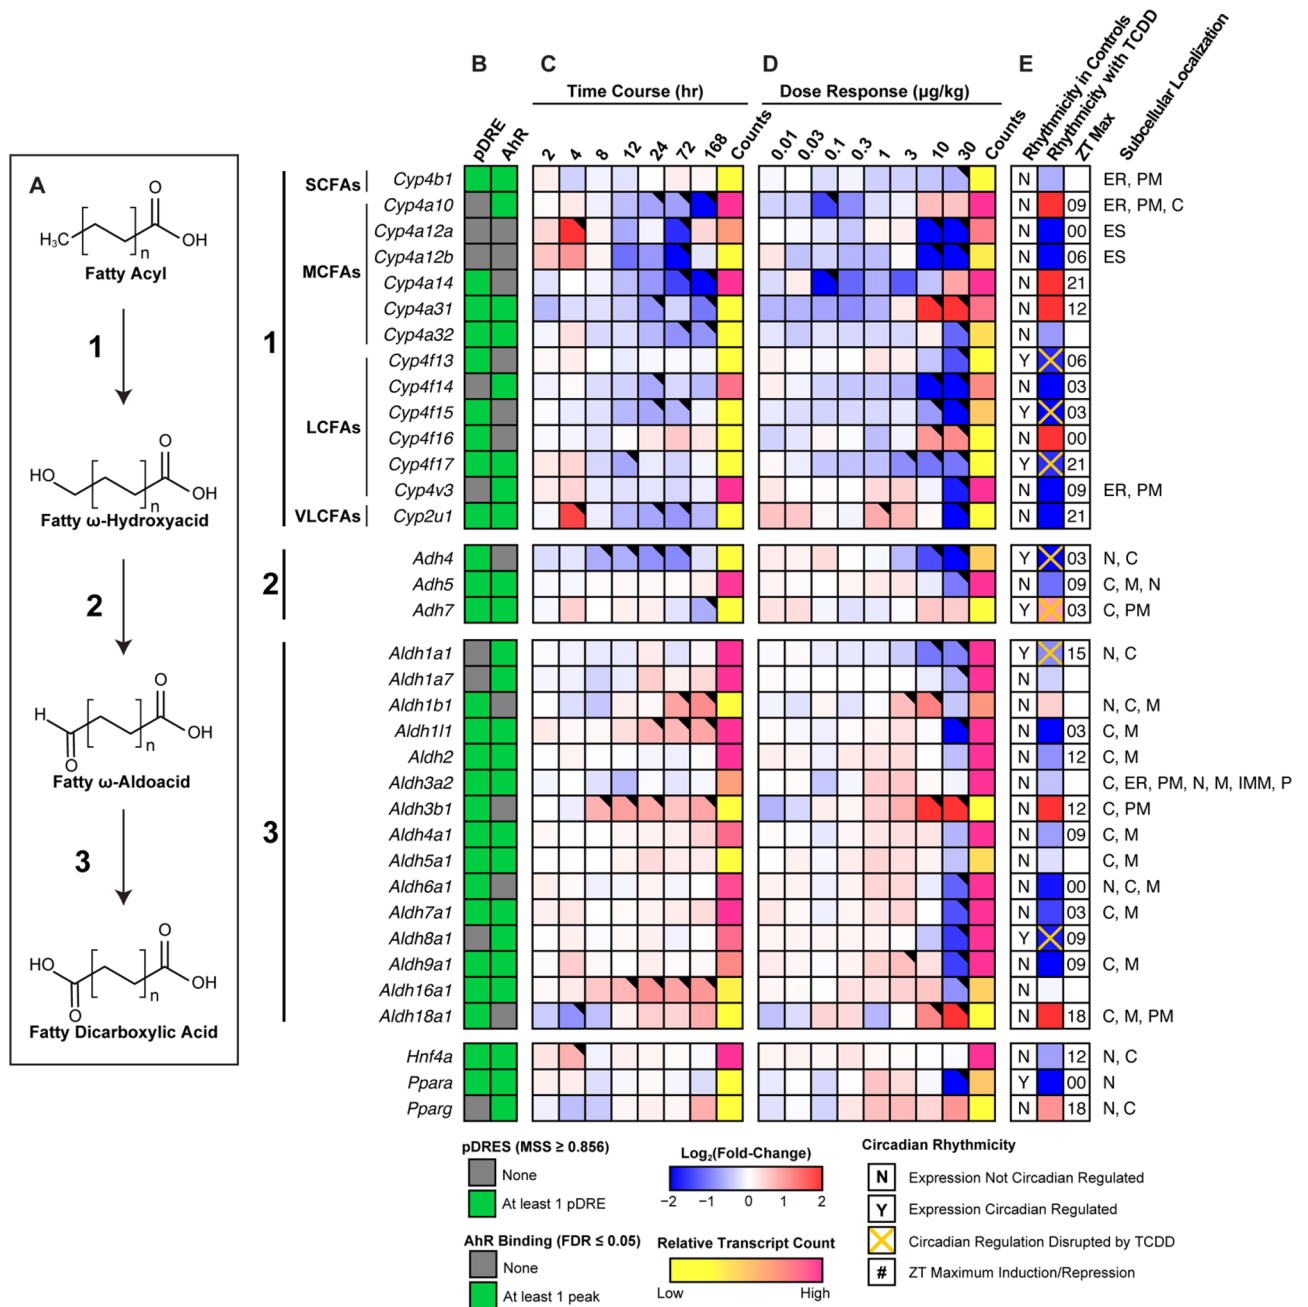 A
H₃C
O
OH
n
Fatty Acyl
1
HO
O
OH
n
Fatty ω-Hydroxyacid
2
H
O
O
OH
n
Fatty ω-Aldoacid
3
HO
O
O
OH
n
Fatty Dicarboxylic Acid
B C D E
Time Course (hr) Dose Response (µg/kg)
pDRE AhR 2 4 8 12 24 72 168 Counts 0.01 0.03 0.1 0.3 1 3 10 30 Counts Rhythmicity in Controls Rhythmicity with TCDD ZT Max Subcellular Localization
1
SCFAs
MCFAs
LCFAs
VLCFAs
Cyp4b1 N ER, PM
Cyp4a10 N 09 ER, PM, C
Cyp4a12a N 00 ES
Cyp4a12b N 06 ES
Cyp4a14 N 21
Cyp4a31 N 12
Cyp4a32 N
Cyp4f13 Y 06
Cyp4f14 N 03
Cyp4f15 Y 03
Cyp4f16 N 00
Cyp4f17 Y 21
Cyp4v3 N 09 ER, PM
Cyp2u1 N 21
2
Adh4 Y 03 N, C
Adh5 N 09 C, M, N
Adh7 Y 03 C, PM
3
Aldh1a1 Y 15 N, C
Aldh1a7 N
Aldh1b1 N N, C, M
Aldh1l1 N 03 C, M
Aldh2 N 12 C, M
Aldh3a2 N C, ER, PM, N, M, IMM, P
Aldh3b1 N 12 C, PM
Aldh4a1 N 09 C, M
Aldh5a1 N C, M
Aldh6a1 N 00 N, C, M
Aldh7a1 N 03 C, M
Aldh8a1 Y 09
Aldh9a1 N 09 C, M
Aldh16a1 N
Aldh18a1 N 18 C, M, PM
Hnf4a N 12 N, C
Ppara Y 00 N
Pparg N 18 N, C
pDRES (MSS ≥ 0.856)
None
At least 1 pDRE
AhR Binding (FDR ≤ 0.05)
None
At least 1 peak
Log₂(Fold-Change)
−2 −1 0 1 2
Relative Transcript Count
Low High
Circadian Rhythmicity
N Expression Not Circadian Regulated
Y Expression Circadian Regulated
Circadian Regulation Disrupted by TCDD
# ZT Maximum Induction/Repression